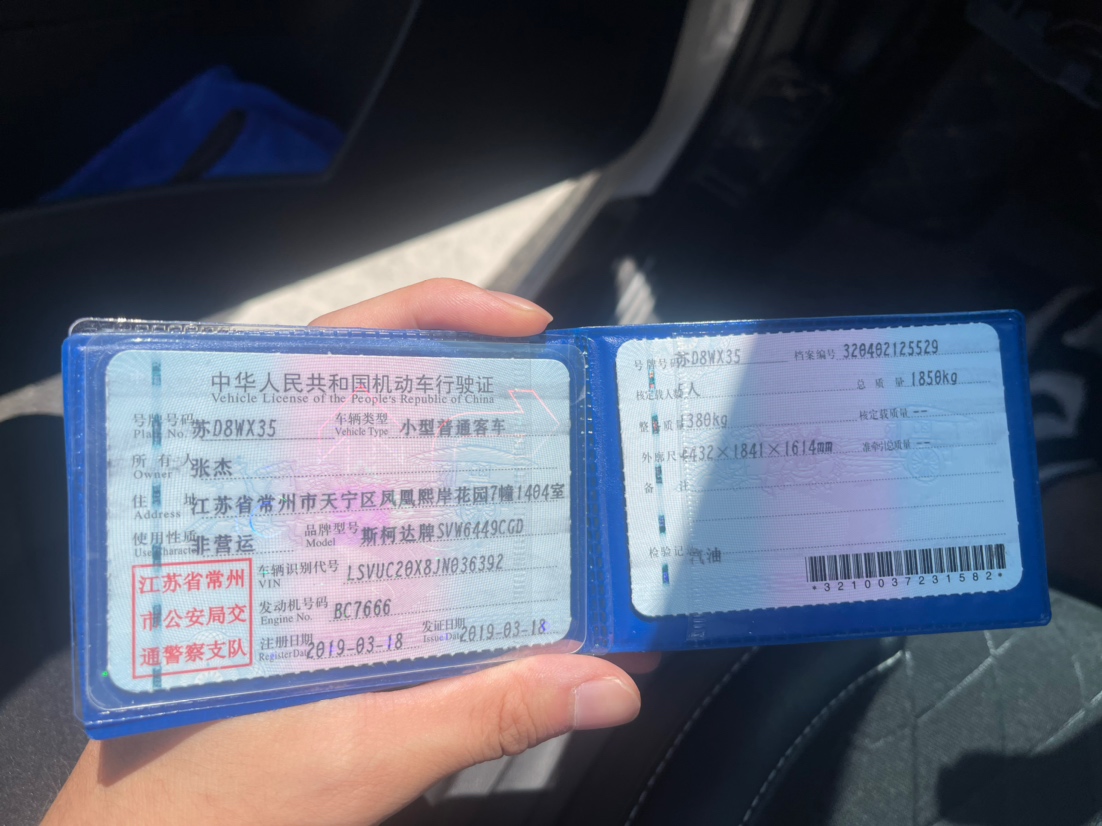 中华人民共和国机动车行驶证
Vehicle License of the People's Republic of China
号牌号码 苏D8WX35 车辆类型 小型普通客车
Plate No. Vehicle Type
所有人 张杰
Owner
住址 江苏省常州市天宁区凤凰熙岸花园7幢1404室
Address
使用性质 非营运 品牌型号 斯柯达牌SVW6449CGD
Use Character Model
江苏省常州
市公安局交
通警察支队
车辆识别代号 LSVUC20X8JN036392
VIN
发动机号码 BC7666
Engine No.
注册日期 2019-03-18 发证日期 2019-03-18
Register Date Issue Date
号牌号码 苏D8WX35 档案编号 320402125529
核定载人数 人 总质量 1850kg
整备质量 1380kg 核定载质量 --
外廓尺 4432×1841×1614mm 准牵引总质量 --
备注
检验记 汽油
*3210037231582*